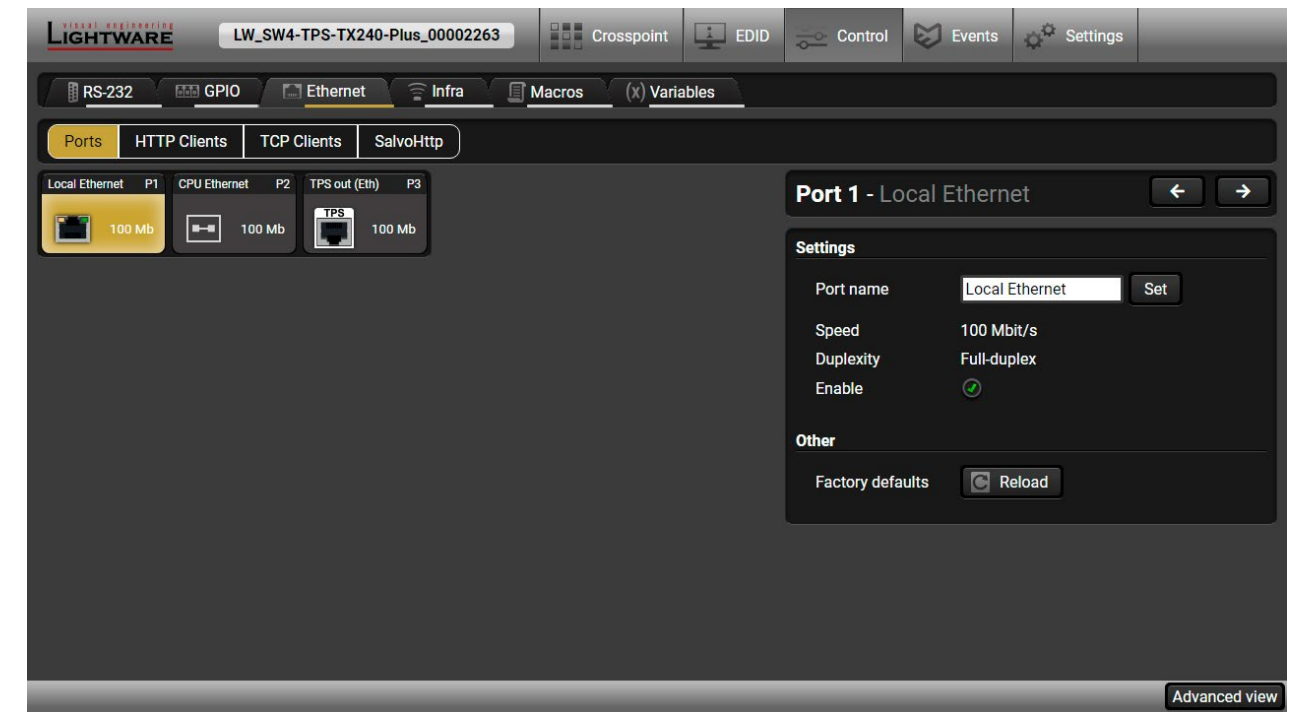 visual engineering
LIGHTWARE LW_SW4-TPS-TX240-Plus_00002263 Crosspoint EDID Control Events Settings
RS-232 GPIO Ethernet Infra Macros (x) Variables
Ports HTTP Clients TCP Clients SalvoHttp
Local Ethernet P1 CPU Ethernet P2 TPS out (Eth) P3
100 Mb 100 Mb TPS 100 Mb
Port 1 - Local Ethernet
Settings
Port name Local Ethernet Set
Speed 100 Mbit/s
Duplexity Full-duplex
Enable
Other
Factory defaults Reload
Advanced view